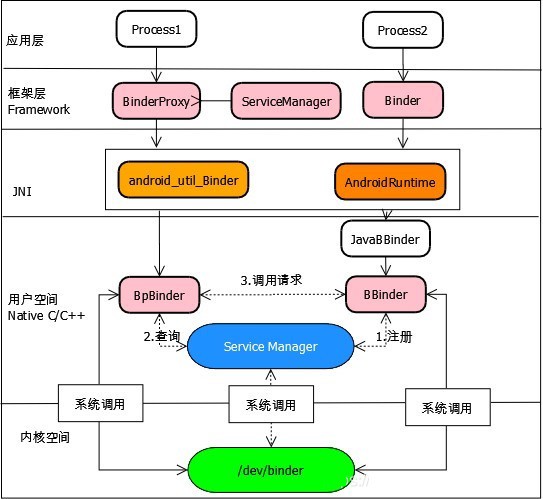 应用层
Process1
Process2
框架层
Framework
BinderProxy
ServiceManager
Binder
JNI
android_util_Binder
AndroidRuntime
JavaBBinder
用户空间
Native C/C++
BpBinder
3.调用请求
BBinder
2.查询
Service Manager
1.注册
系统调用
系统调用
系统调用
内核空间
/dev/binder